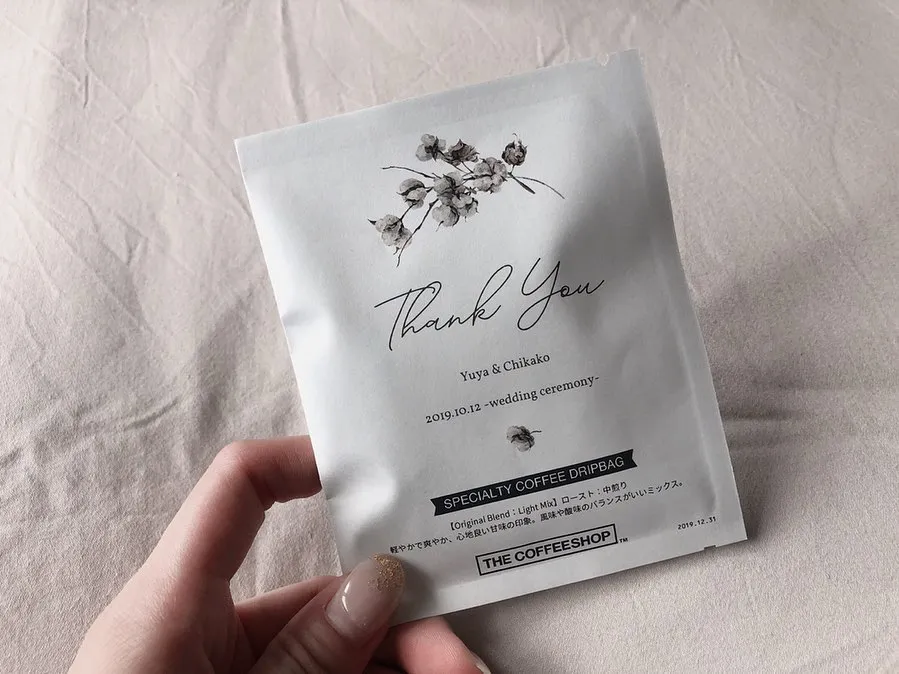 Thank You
Yuya & Chikako
2019.10.12 -wedding ceremony-
SPECIALTY COFFEE DRIPBAG
【Original Blend：Light Mix】ロースト：中煎り
軽やかで爽やか、心地良い甘味の印象。風味や酸味のバランスがいいミックス。
THE COFFEESHOP™
2019.12.31